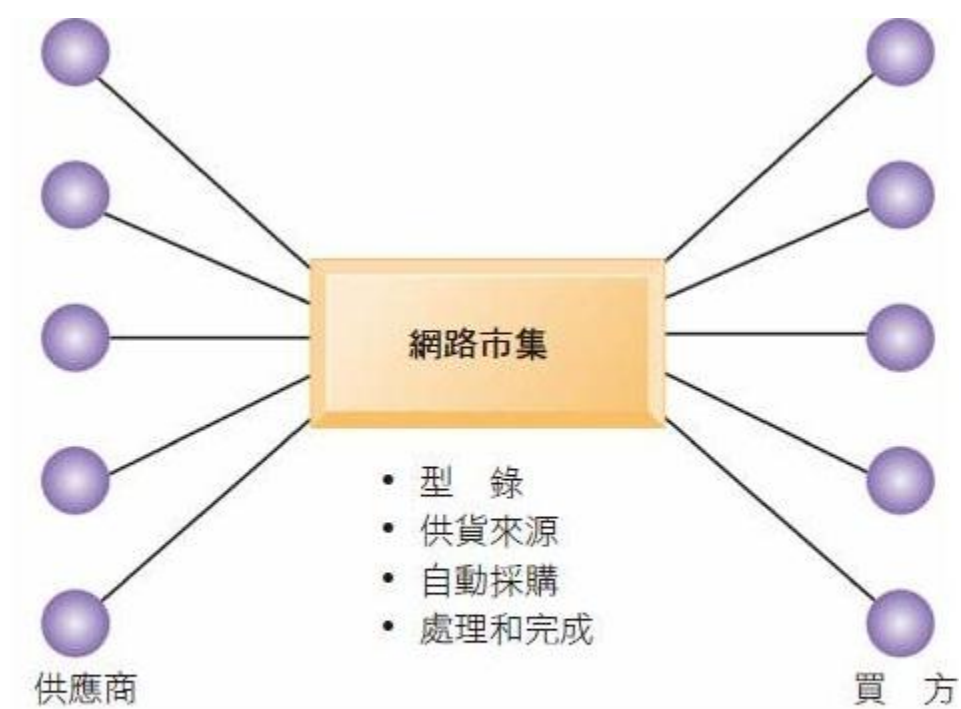 網路市集
• 型 錄
• 供貨來源
• 自動採購
• 處理和完成
供應商
買 方